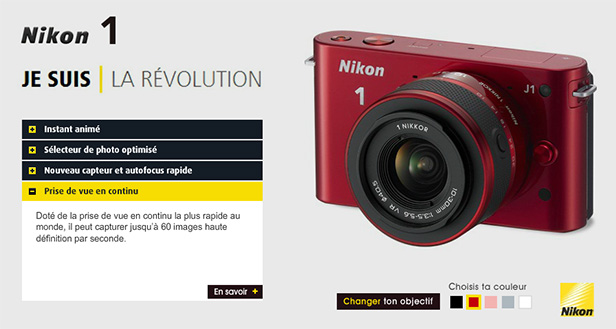 Nikon 1
JE SUIS | LA RÉVOLUTION
Instant animé
Sélecteur de photo optimisé
Nouveau capteur et autofocus rapide
Prise de vue en continu
Doté de la prise de vue en continu la plus rapide au
monde, il peut capturer jusqu'à 60 images haute
définition par seconde.
En savoir +
Nikon
1
J1
1 NIKKOR
10-30mm 1:3.5-5.6 VR ø40.5
Choisis ta couleur
Changer ton objectif
Nikon